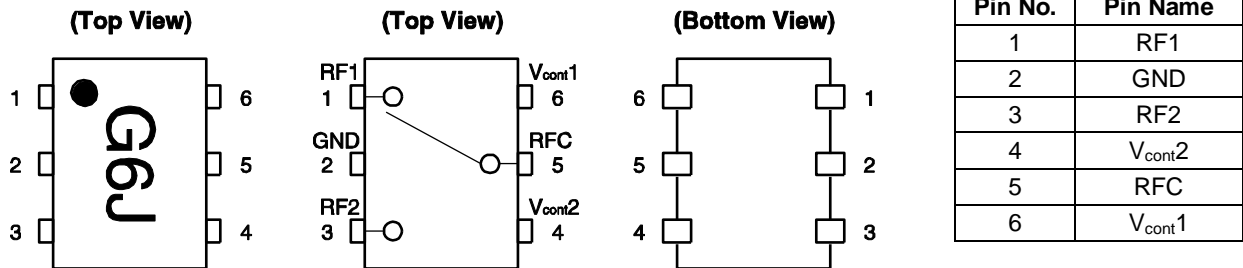 (Top View)
1
2
3
G6J
6
5
4
(Top View)
RF1
1
GND
2
RF2
3
Vcont1
6
RFC
5
Vcont2
4
(Bottom View)
6
5
4
1
2
3
Pin No. Pin Name
1 RF1
2 GND
3 RF2
4 Vcont2
5 RFC
6 Vcont1